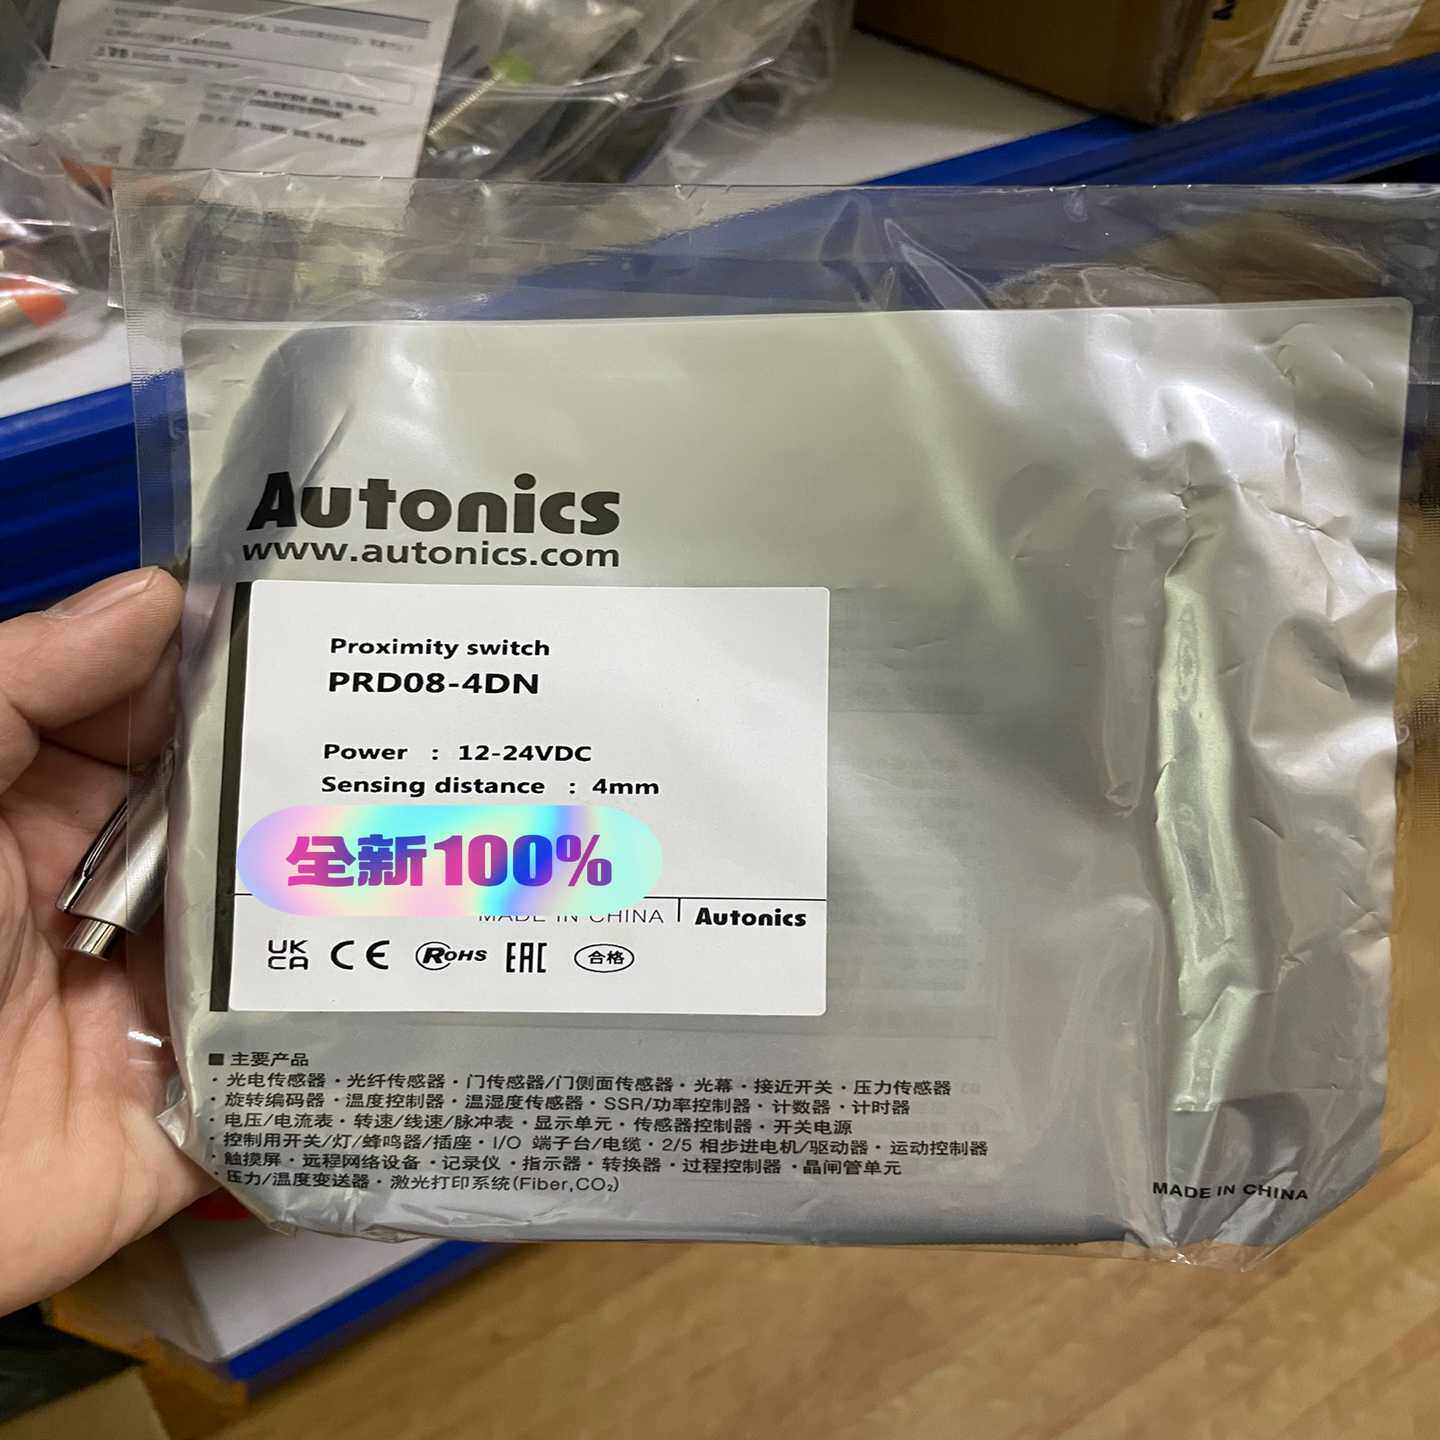 Autonics
www.autonics.com
Proximity switch
PRD08-4DN
Power : 12-24VDC
Sensing distance : 4mm
全新100%
MADE IN CHINA
Autonics
UK
CA
CE
RoHS
EAC
合格
■ 主要产品
· 光电传感器 · 光纤传感器 · 门传感器/门侧面传感器 · 光幕 · 接近开关 · 压力传感器
· 旋转编码器 · 温度控制器 · 温湿度传感器 · SSR/功率控制器 · 计数器 · 计时器
· 电压/电流表 · 转速/线速/脉冲表 · 显示单元 · 传感器控制器 · 开关电源
· 控制用开关/灯/蜂鸣器/插座 · I/O 端子台/电缆 · 2/5 相步进电机/驱动器 · 运动控制器
· 触摸屏 · 远程网络设备 · 记录仪 · 指示器 · 转换器 · 过程控制器 · 晶闸管单元
· 压力/温度变送器 · 激光打印系统(Fiber,CO₂)
MADE IN CHINA